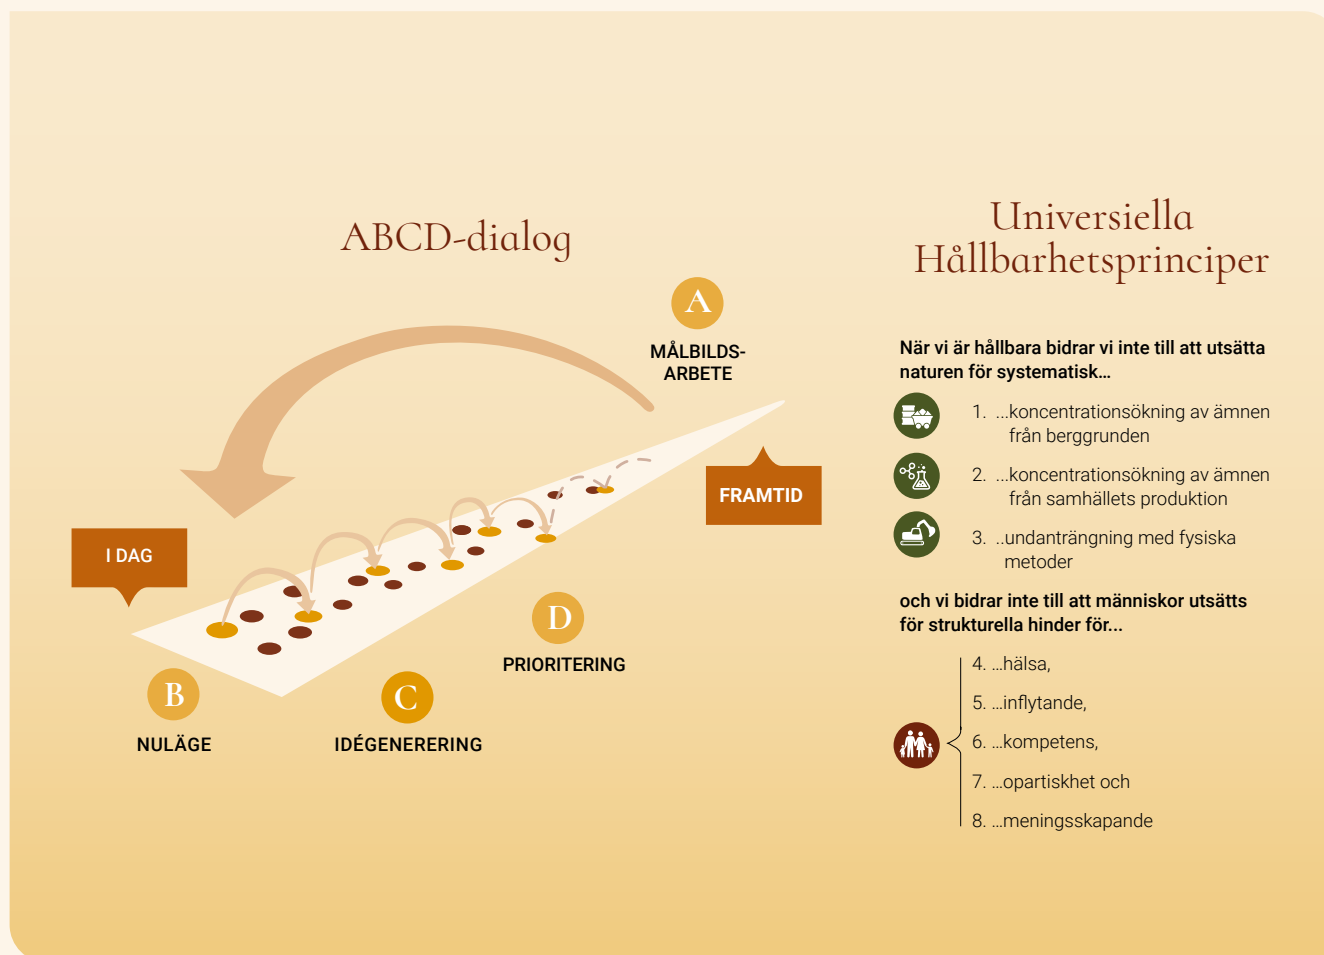 ABCD-dialog
A
MÅLBILDS-
ARBETE
FRAMTID
I DAG
D
PRIORITERING
B
NULÄGE
C
IDÉGENERERING
Universiella
Hållbarhetsprinciper
När vi är hållbara bidrar vi inte till att utsätta
naturen för systematisk...
1. ...koncentrationsökning av ämnen
från berggrunden
2. ...koncentrationsökning av ämnen
från samhällets produktion
3. ..undanträngning med fysiska
metoder
och vi bidrar inte till att människor utsätts
för strukturella hinder för...
4. ...hälsa,
5. ...inflytande,
6. ...kompetens,
7. ...opartiskhet och
8. ...meningsskapande